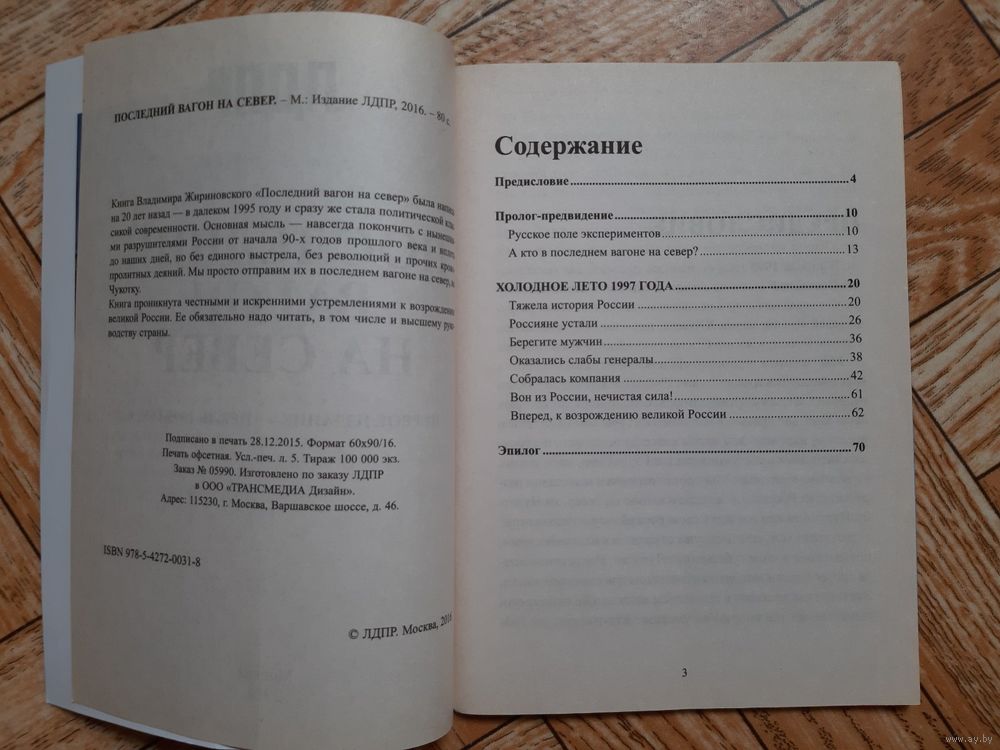 ПОСЛЕДНИЙ ВАГОН НА СЕВЕР. – М.: Издание ЛДПР, 2016. – 80 с.
Книга Владимира Жириновского «Последний вагон на север» была
на 20 лет назад — в далеком 1995 году и сразу же стала политической
сикой современности. Основная мысль — навсегда покончить с
ми разрушителями России от начала 90-х годов прошлого века и
до наших дней, но без единого выстрела, без революций и прочих
пролитных деяний. Мы просто отправим их в последнем вагоне на север,
Чукотку.
Книга проникнута честными и искренними устремлениями к возрождению
великой России. Ее обязательно надо читать, в том числе и высшему
водству страны.
Подписано в печать 28.12.2015. Формат 60х90/16.
Печать офсетная. Усл.-печ. л. 5. Тираж 100 000 экз.
Заказ № 05990. Изготовлено по заказу ЛДПР
в ООО «ТРАНСМЕДИА Дизайн».
Адрес: 115230, г. Москва, Варшавское шоссе, д. 46.
ISBN 978-5-4272-0031-8
© ЛДПР. Москва, 2016
Содержание
Предисловие 4
Пролог-предвидение 10
Русское поле экспериментов 10
А кто в последнем вагоне на север? 13
ХОЛОДНОЕ ЛЕТО 1997 ГОДА 20
Тяжела история России 20
Россияне устали 26
Берегите мужчин 36
Оказались слабы генералы 38
Собралась компания 42
Вон из России, нечистая сила! 61
Вперед, к возрождению великой России 62
Эпилог 70
3
www.ay.by